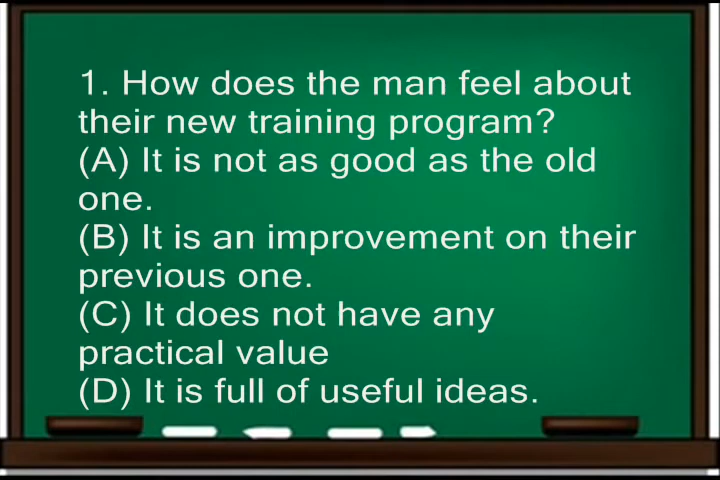 1. How does the man feel about
their new training program?
(A) It is not as good as the old
one.
(B) It is an improvement on their
previous one.
(C) It does not have any
practical value
(D) It is full of useful ideas.